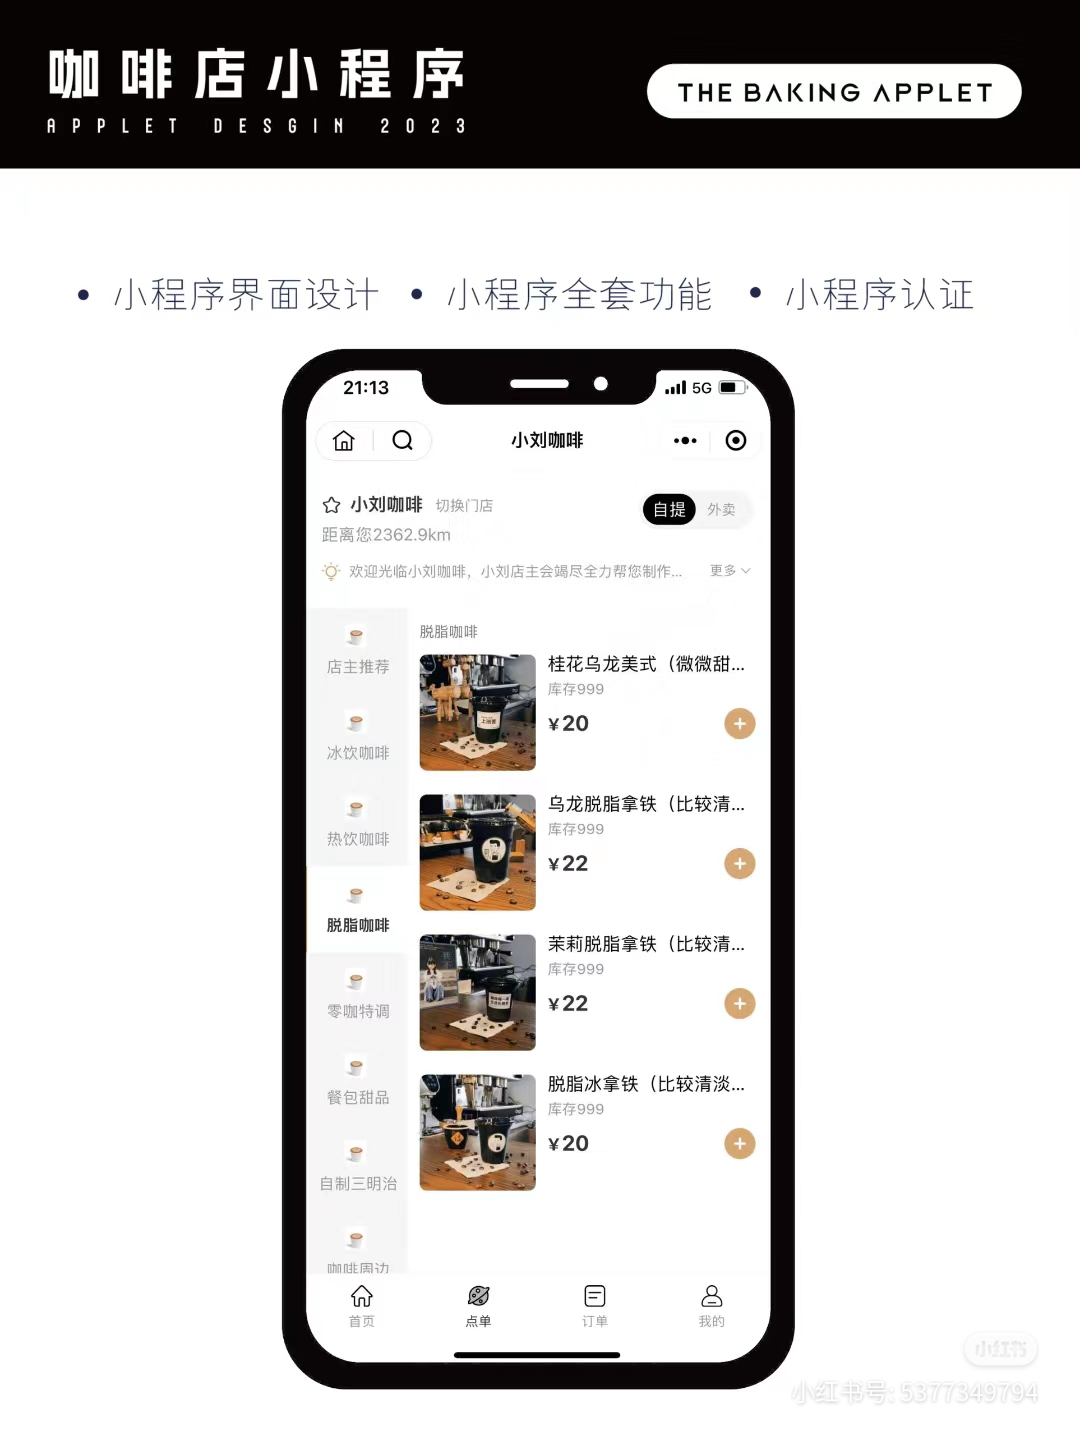 咖啡店小程序
APPLET DESGIN 2023
THE BAKING APPLET
• 小程序界面设计 • 小程序全套功能 • 小程序认证
21:13
5G
小刘咖啡
小刘咖啡 切换门店
自提 外卖
距离您2362.9km
欢迎光临小刘咖啡，小刘店主会竭尽全力帮您制作... 更多
店主推荐
冰饮咖啡
热饮咖啡
脱脂咖啡
零咖特调
餐包甜品
自制三明治
咖啡周边
脱脂咖啡
桂花乌龙美式（微微甜...
库存999
¥20
乌龙脱脂拿铁（比较清...
库存999
¥22
茉莉脱脂拿铁（比较清...
库存999
¥22
脱脂冰拿铁（比较清淡...
库存999
¥20
首页 点单 订单 我的
小红书
小红书号: 5377349794